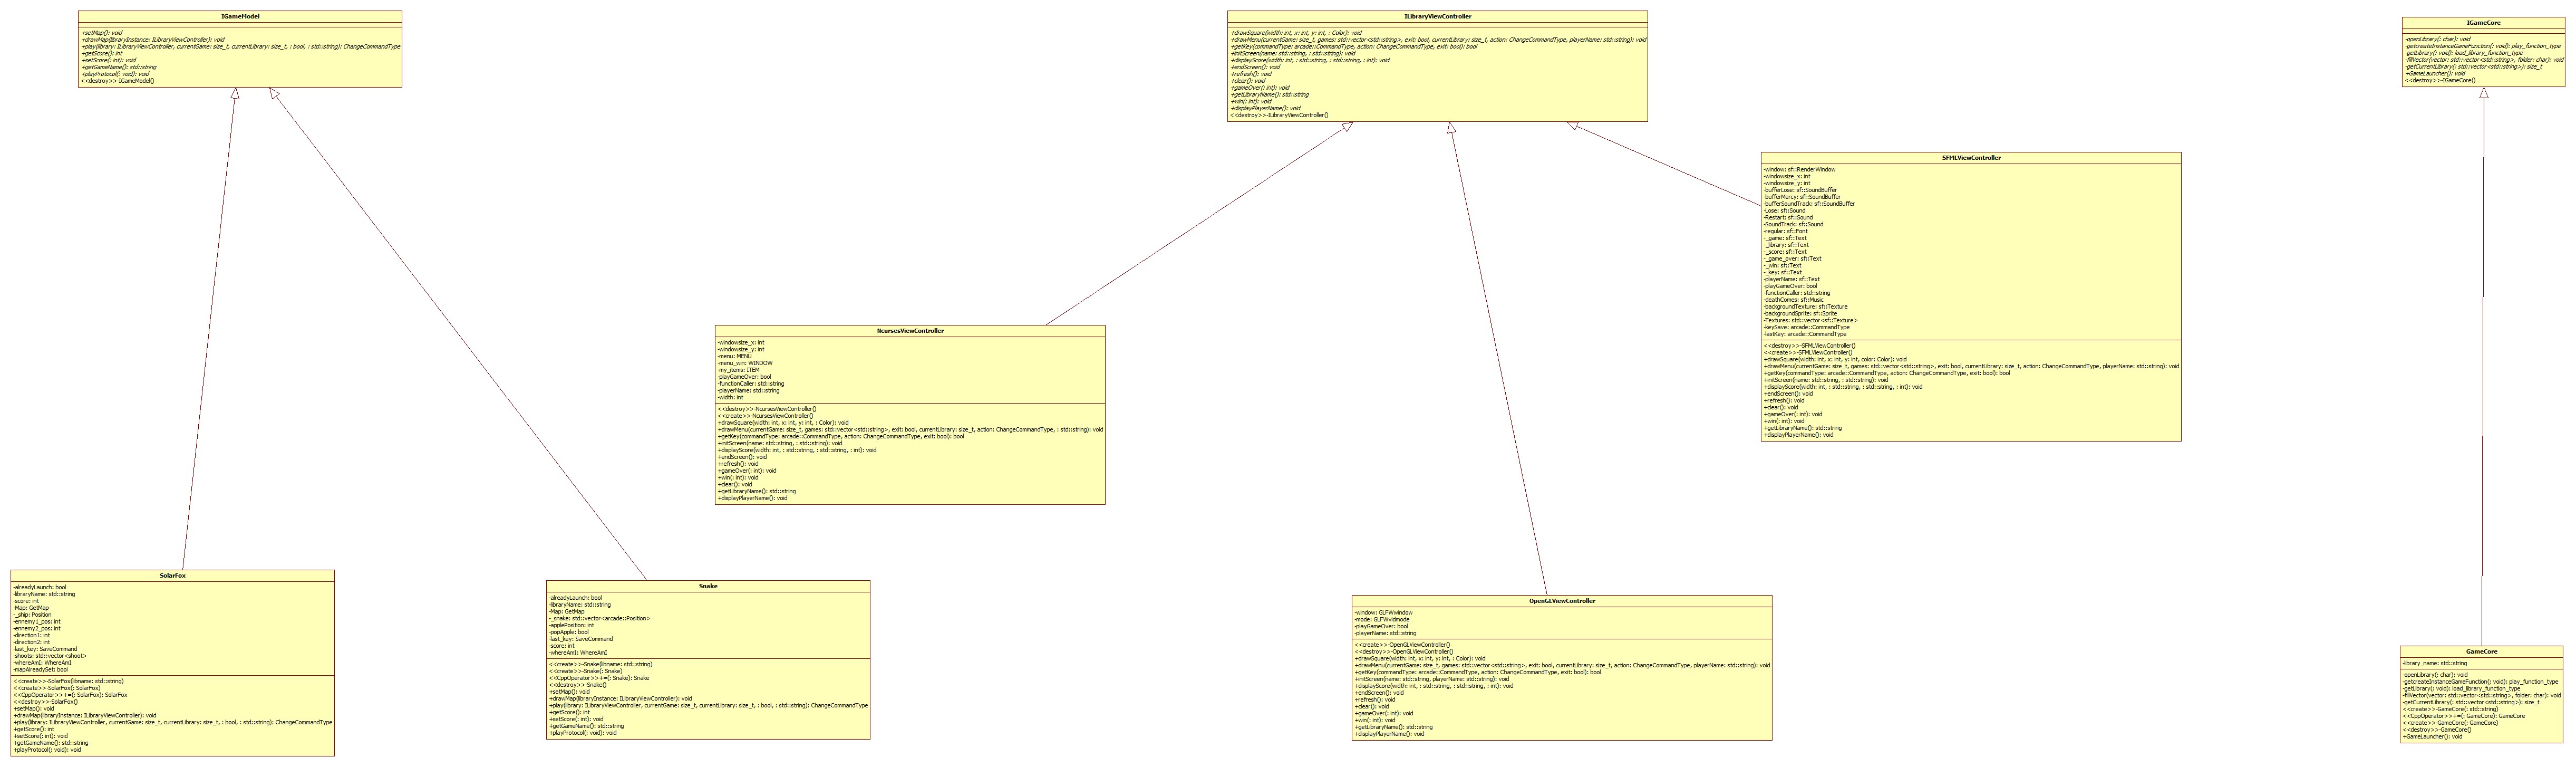 IGameModel
+setMap(): void
+drawMap(libraryInstance: ILibraryViewController): void
+play(library: ILibraryViewController, currentGame: size_t, currentLibrary: size_t, : bool, : std::string): ChangeCommandType
+getScore(): int
+setScore(: int): void
+getGameName(): std::string
+playProtocol(: void): void
<<destroy>>-IGameModel()
ILibraryViewController
+drawSquare(width: int, x: int, y: int, : Color): void
+drawMenu(currentGame: size_t, games: std::vector<std::string>, exit: bool, currentLibrary: size_t, action: ChangeCommandType, playerName: std::string): void
+getKey(commandType: arcade::CommandType, action: ChangeCommandType, exit: bool): bool
+initScreen(name: std::string, : std::string): void
+displayScore(width: int, : std::string, : std::string, : int): void
+endScreen(): void
+refresh(): void
+clear(): void
+gameOver(: int): void
+getLibraryName(): std::string
+win(: int): void
+displayPlayerName(): void
<<destroy>>-ILibraryViewController()
IGameCore
-openLibrary(: char): void
-getcreateInstanceGameFunction(: void): play_function_type
-getLibrary(: void): load_library_function_type
-fillVector(vector: std::vector<std::string>, folder: char): void
-getCurrentLibrary(: std::vector<std::string>): size_t
+GameLauncher(): void
<<destroy>>-IGameCore()
SFMLViewController
-window: sf::RenderWindow
-windowsize_x: int
-windowsize_y: int
-bufferLose: sf::SoundBuffer
-bufferMercy: sf::SoundBuffer
-bufferSoundTrack: sf::SoundBuffer
-Lose: sf::Sound
-Restart: sf::Sound
-SoundTrack: sf::Sound
-regular: sf::Font
-_game: sf::Text
-_library: sf::Text
-_score: sf::Text
-_game_over: sf::Text
-_win: sf::Text
-_key: sf::Text
-playerName: sf::Text
-playGameOver: bool
-functionCaller: std::string
-deathComes: sf::Music
-backgroundTexture: sf::Texture
-backgroundSprite: sf::Sprite
-Textures: std::vector<sf::Texture>
-keySave: arcade::CommandType
-lastKey: arcade::CommandType
<<destroy>>-SFMLViewController()
<<create>>-SFMLViewController()
+drawSquare(width: int, x: int, y: int, color: Color): void
+drawMenu(currentGame: size_t, games: std::vector<std::string>, exit: bool, currentLibrary: size_t, action: ChangeCommandType, playerName: std::string): void
+getKey(commandType: arcade::CommandType, action: ChangeCommandType, exit: bool): bool
+initScreen(name: std::string, : std::string): void
+displayScore(width: int, : std::string, : std::string, : int): void
+endScreen(): void
+refresh(): void
+clear(): void
+gameOver(: int): void
+win(: int): void
+getLibraryName(): std::string
+displayPlayerName(): void
NcursesViewController
-windowsize_x: int
-windowsize_y: int
-menu: MENU
-menu_win: WINDOW
-my_items: ITEM
-playGameOver: bool
-functionCaller: std::string
-playerName: std::string
-width: int
<<destroy>>-NcursesViewController()
<<create>>-NcursesViewController()
+drawSquare(width: int, x: int, y: int, : Color): void
+drawMenu(currentGame: size_t, games: std::vector<std::string>, exit: bool, currentLibrary: size_t, action: ChangeCommandType, : std::string): void
+getKey(commandType: arcade::CommandType, action: ChangeCommandType, exit: bool): bool
+initScreen(name: std::string, : std::string): void
+displayScore(width: int, : std::string, : std::string, : int): void
+endScreen(): void
+refresh(): void
+gameOver(: int): void
+win(: int): void
+clear(): void
+getLibraryName(): std::string
+displayPlayerName(): void
SolarFox
-alreadyLaunch: bool
-libraryName: std::string
-score: int
-Map: GetMap
-_ship: Position
-ennemy1_pos: int
-ennemy2_pos: int
-direction1: int
-direction2: int
-last_key: SaveCommand
-shoots: std::vector<shoot>
-whereAmI: WhereAmI
-mapAlreadySet: bool
<<create>>-SolarFox(libname: std::string)
<<create>>-SolarFox(: SolarFox)
<<CppOperator>>+=(: SolarFox): SolarFox
<<destroy>>-SolarFox()
+setMap(): void
+drawMap(libraryInstance: ILibraryViewController): void
+play(library: ILibraryViewController, currentGame: size_t, currentLibrary: size_t, : bool, : std::string): ChangeCommandType
+getScore(): int
+setScore(: int): void
+getGameName(): std::string
+playProtocol(: void): void
Snake
-alreadyLaunch: bool
-libraryName: std::string
-Map: GetMap
-_snake: std::vector<arcade::Position>
-applePosition: int
-popApple: bool
-last_key: SaveCommand
-score: int
-whereAmI: WhereAmI
<<create>>-Snake(libname: std::string)
<<create>>-Snake(: Snake)
<<CppOperator>>+=(: Snake): Snake
<<destroy>>-Snake()
+setMap(): void
+drawMap(libraryInstance: ILibraryViewController): void
+play(library: ILibraryViewController, currentGame: size_t, currentLibrary: size_t, : bool, : std::string): ChangeCommandType
+getScore(): int
+setScore(: int): void
+getGameName(): std::string
+playProtocol(: void): void
OpenGLViewController
-window: GLFWwindow
-mode: GLFWvidmode
-playGameOver: bool
-playerName: std::string
<<create>>-OpenGLViewController()
<<destroy>>-OpenGLViewController()
+drawSquare(width: int, x: int, y: int, : Color): void
+drawMenu(currentGame: size_t, games: std::vector<std::string>, exit: bool, currentLibrary: size_t, action: ChangeCommandType, playerName: std::string): void
+getKey(commandType: arcade::CommandType, action: ChangeCommandType, exit: bool): bool
+initScreen(name: std::string, playerName: std::string): void
+displayScore(width: int, : std::string, : std::string, : int): void
+endScreen(): void
+refresh(): void
+clear(): void
+gameOver(: int): void
+win(: int): void
+getLibraryName(): std::string
+displayPlayerName(): void
GameCore
-library_name: std::string
-openLibrary(: char): void
-getcreateInstanceGameFunction(: void): play_function_type
-getLibrary(: void): load_library_function_type
-fillVector(vector: std::vector<std::string>, folder: char): void
-getCurrentLibrary(: std::vector<std::string>): size_t
<<create>>-GameCore(: std::string)
<<CppOperator>>+=(: GameCore): GameCore
<<create>>-GameCore(: GameCore)
<<destroy>>-GameCore()
+GameLauncher(): void